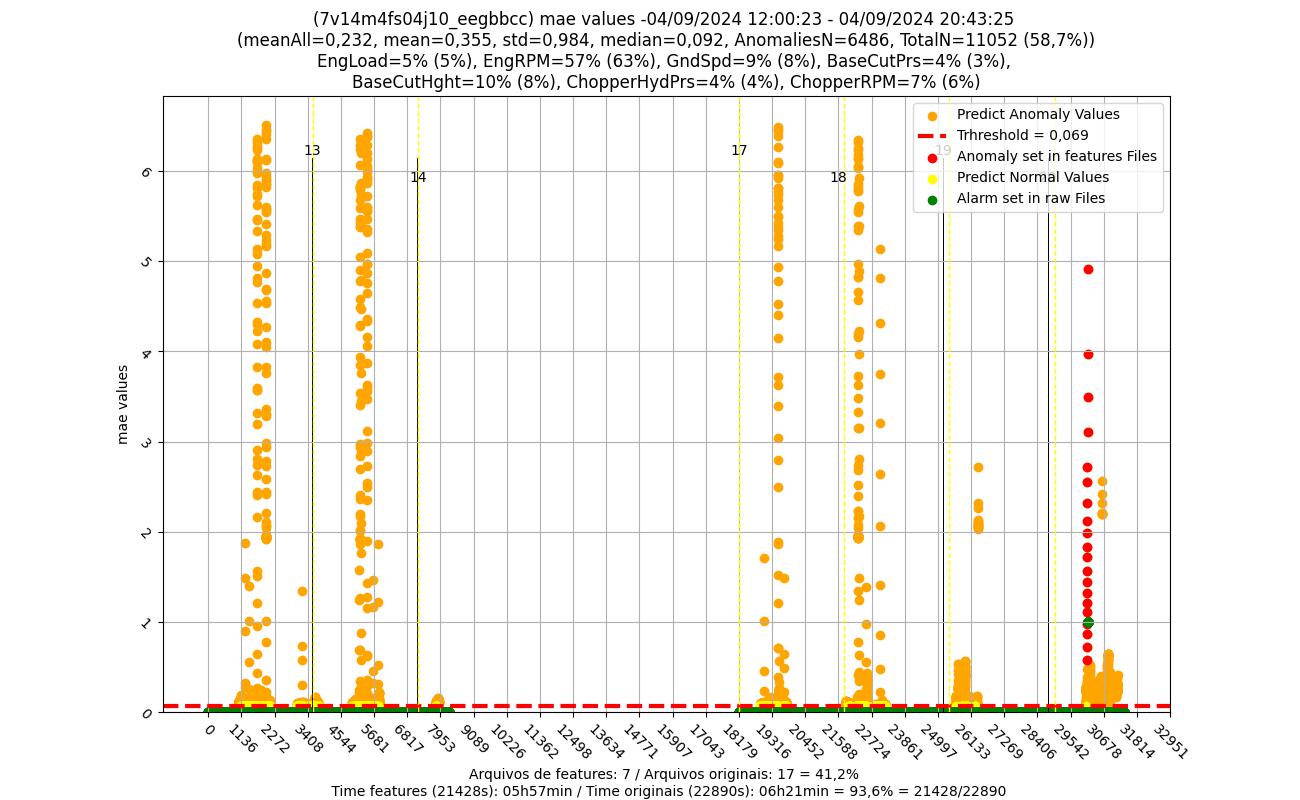 (7v14m4fs04j10_eegbbcc) mae values -04/09/2024 12:00:23 - 04/09/2024 20:43:25
(meanAll=0,232, mean=0,355, std=0,984, median=0,092, AnomaliesN=6486, TotalN=11052 (58,7%))
EngLoad=5% (5%), EngRPM=57% (63%), GndSpd=9% (8%), BaseCutPrs=4% (3%),
BaseCutHght=10% (8%), ChopperHydPrs=4% (4%), ChopperRPM=7% (6%)
Predict Anomaly Values
Trhreshold = 0,069
Anomaly set in features Files
Predict Normal Values
Alarm set in raw Files
13
14
17
18
19
mae values
6
5
4
3
2
1
0
0 1136 2272 3408 4544 5681 6817 7953 9089 10226 11362 12498 13634 14771 15907 17043 18179 19316 20452 21588 22724 23861 24997 26133 27269 28406 29542 30678 31814 32951
Arquivos de features: 7 / Arquivos originais: 17 = 41,2%
Time features (21428s): 05h57min / Time originais (22890s): 06h21min = 93,6% = 21428/22890